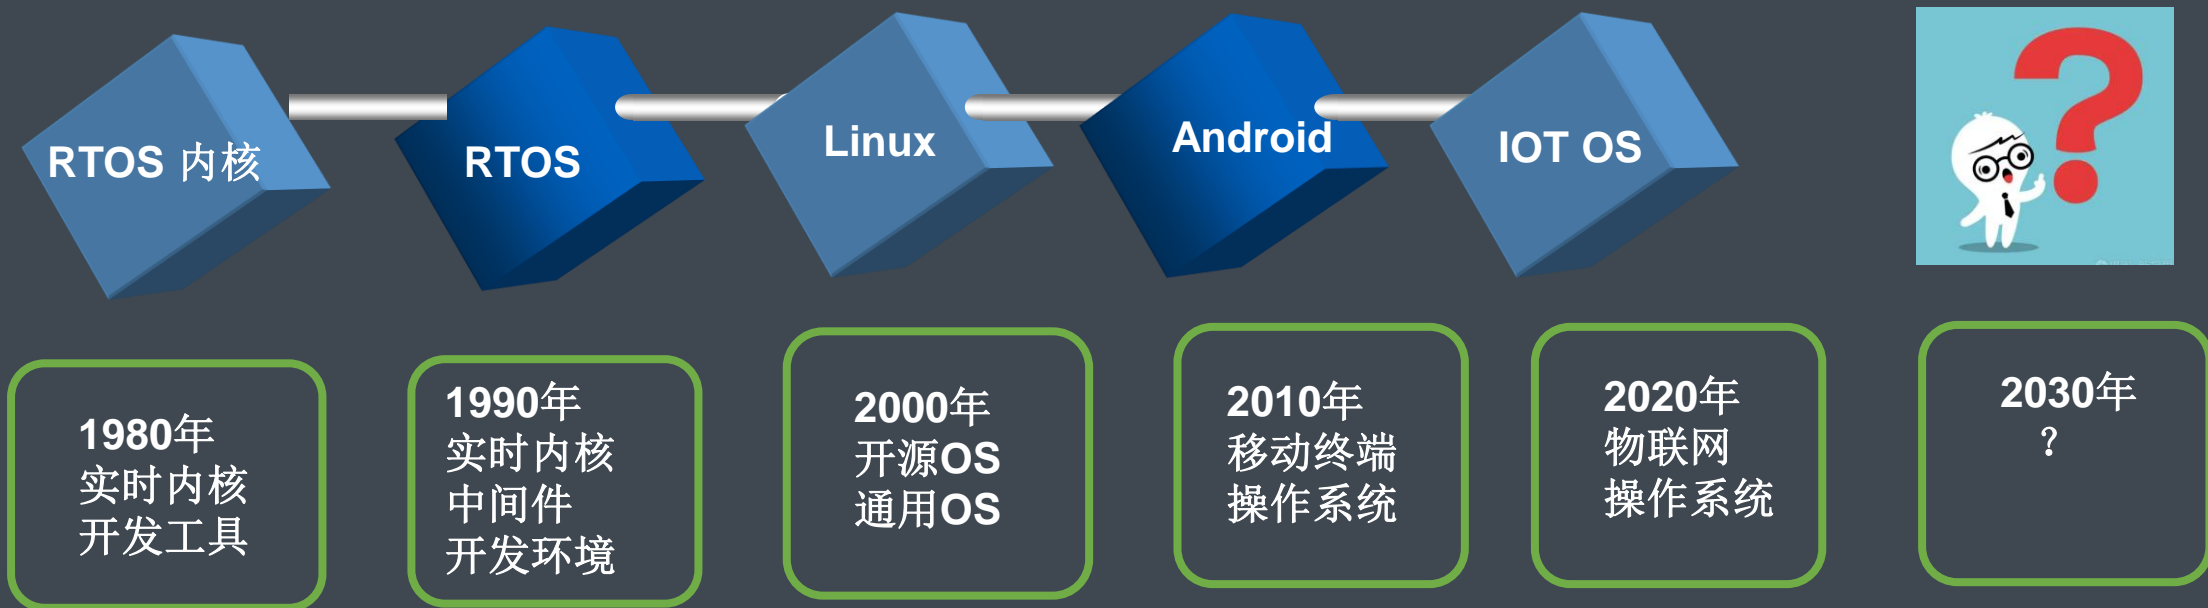 RTOS 内核
RTOS
Linux
Android
IOT OS
1980年
实时内核
开发工具
1990年
实时内核
中间件
开发环境
2000年
开源OS
通用OS
2010年
移动终端
操作系统
2020年
物联网
操作系统
2030年
？